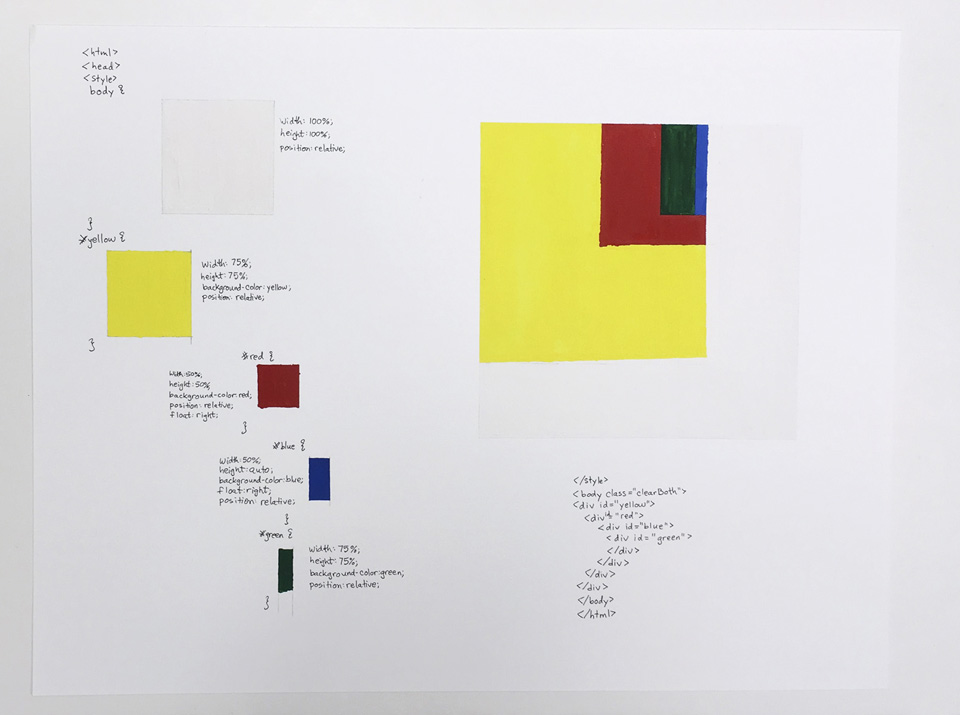 <html>
<head>
<style>
body {
width: 100%;
height: 100%;
position: relative;
}
*yellow {
width: 75%;
height: 75%;
background-color: yellow;
position: relative;
}
*red {
width: 50%;
height: 50%
background-color: red;
position: relative;
float: right;
}
*blue {
width: 50%;
height: auto;
background-color: blue;
float: right;
position: relative;
}
*green {
width: 75%;
height: 75%;
background-color: green;
position: relative;
}
</style>
<body class="clearBoth">
<div id="yellow">
<div id="red">
<div id="blue">
<div id="green">
</div>
</div>
</div>
</div>
</body>
</html>